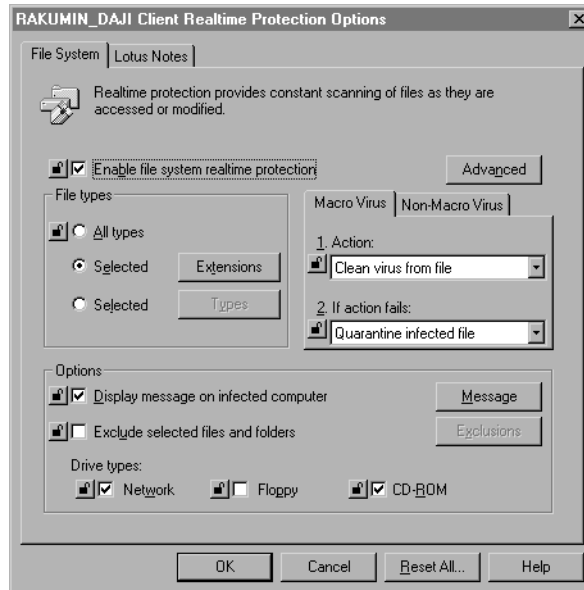 RAKUMIN_DAJI Client Realtime Protection Options
File System
Lotus Notes
Realtime protection provides constant scanning of files as they are
accessed or modified.
Enable file system realtime protection
Advanced
File types
All types
Selected
Extensions
Selected
Types
Macro Virus
Non-Macro Virus
1. Action:
Clean virus from file
2. If action fails:
Quarantine infected file
Options
Display message on infected computer
Message
Exclude selected files and folders
Exclusions
Drive types:
Network
Floppy
CD-ROM
OK
Cancel
Reset All...
Help